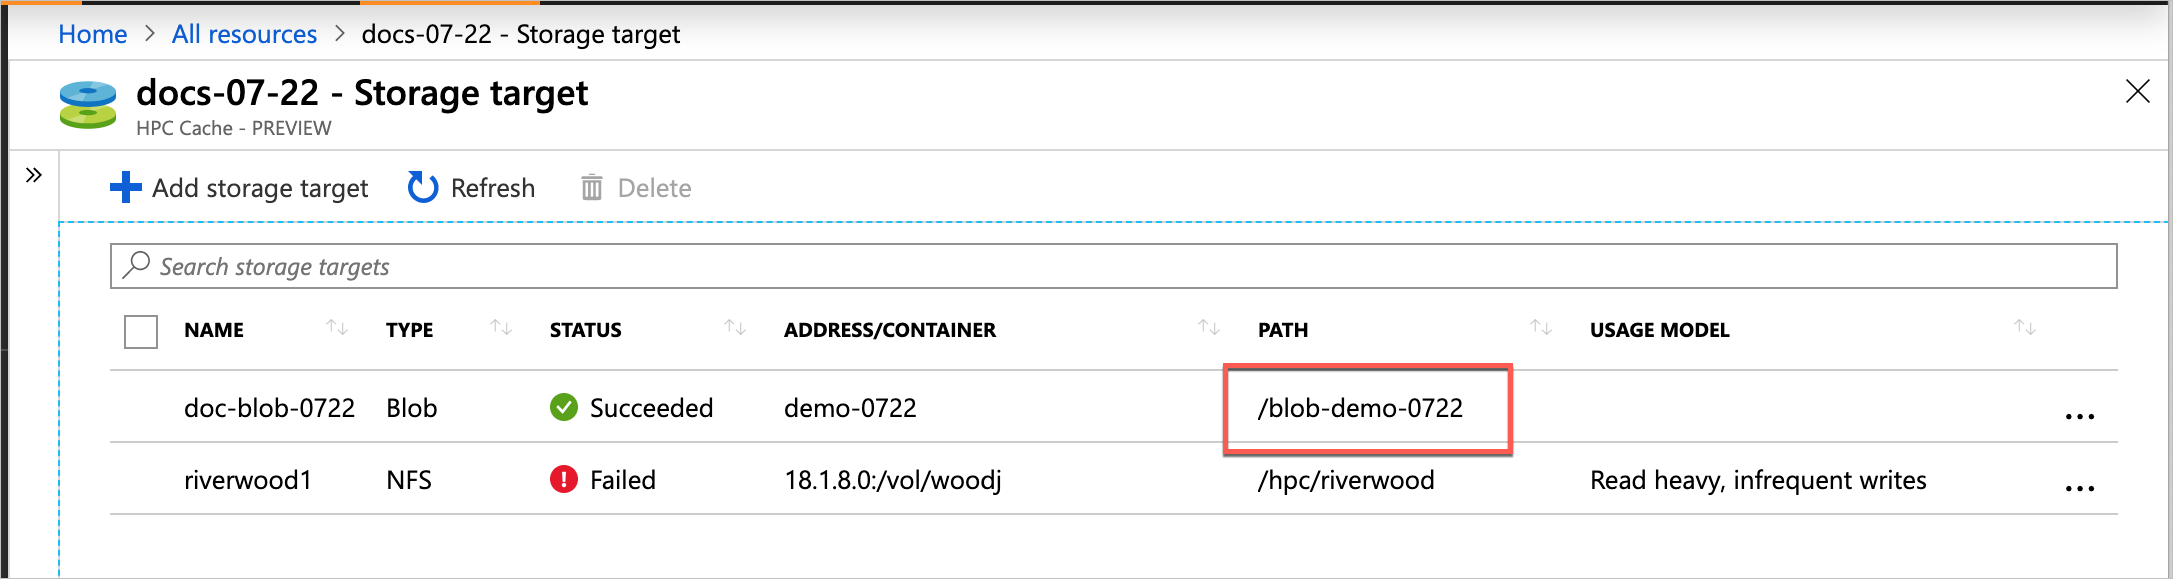 Home > All resources > docs-07-22 - Storage target
docs-07-22 - Storage target
HPC Cache - PREVIEW
Add storage target Refresh Delete
Search storage targets
NAME TYPE STATUS ADDRESS/CONTAINER PATH USAGE MODEL
doc-blob-0722 Blob Succeeded demo-0722 /blob-demo-0722 ...
riverwood1 NFS Failed 18.1.8.0:/vol/woodj /hpc/riverwood Read heavy, infrequent writes ...